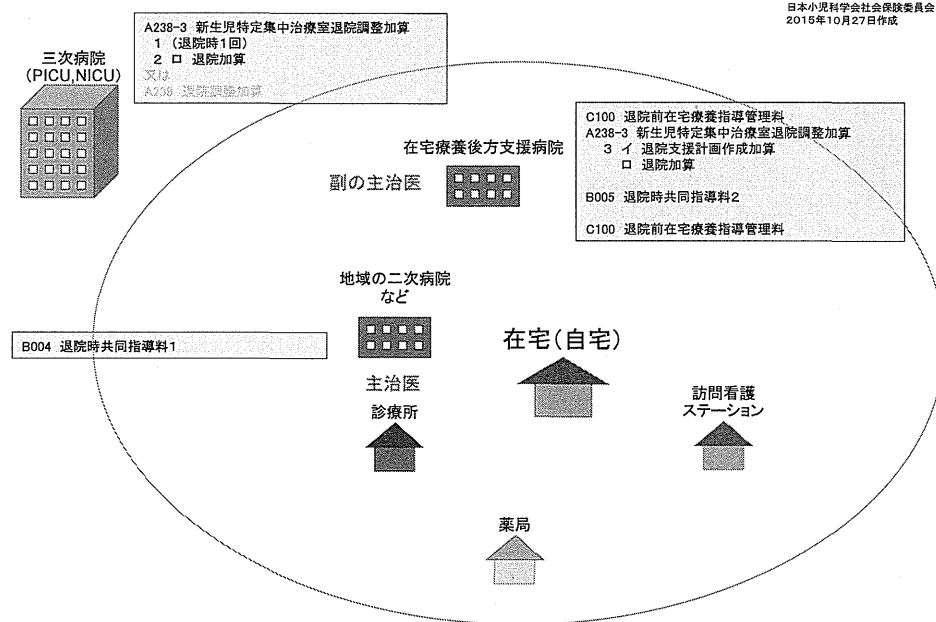 日本小児科学会社会保険委員会
2015年10月27日作成
三次病院
(PICU,NICU)
A238-3 新生児特定集中治療室退院調整加算
1 (退院時1回)
2 ロ 退院加算
又は
A238 退院調整加算
在宅療養後方支援病院
副の主治医
C100 退院前在宅療養指導管理料
A238-3 新生児特定集中治療室退院調整加算
3 イ 退院支援計画作成加算
ロ 退院加算
B005 退院時共同指導料2
C100 退院前在宅療養指導管理料
地域の二次病院
など
B004 退院時共同指導料1
主治医
診療所
在宅(自宅)
訪問看護
ステーション
薬局